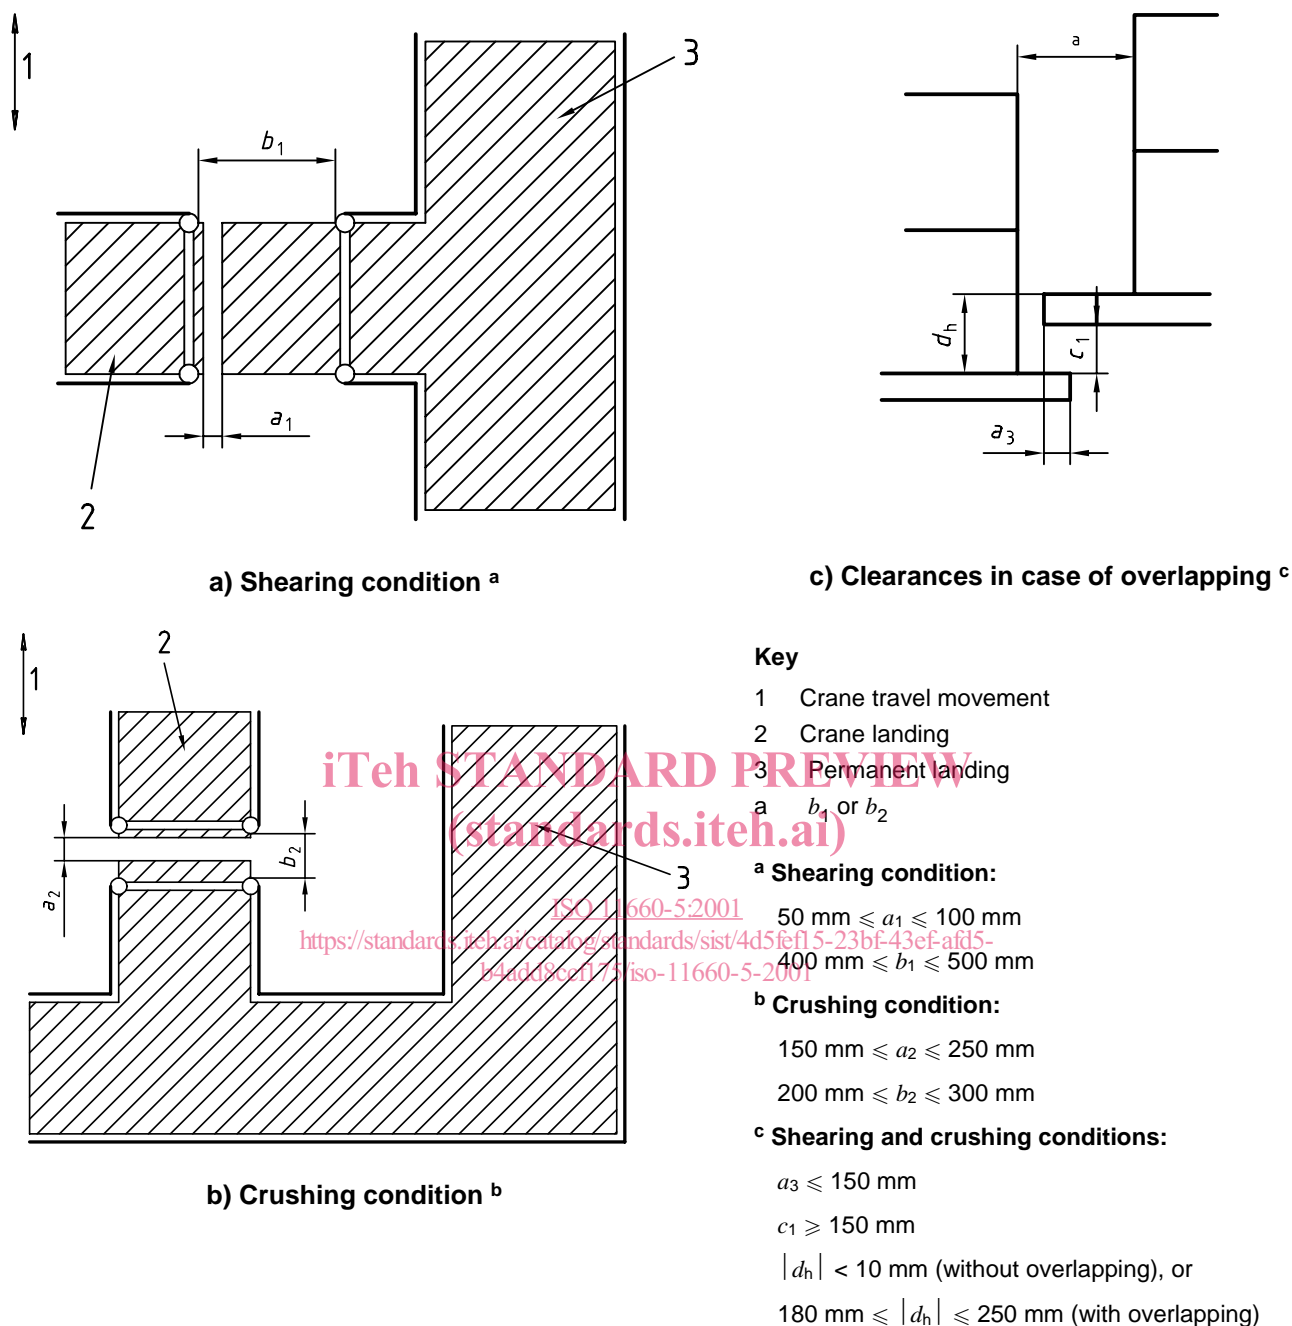 1
b1
3
a1
2
a) Shearing condition a
a
dh
c1
a3
c) Clearances in case of overlapping c
1
2
a2
b2
3
b) Crushing condition b
Key
1 Crane travel movement
2 Crane landing
3 Permanent landing
a b1 or b2
a Shearing condition:
50 mm ⩽ a1 ⩽ 100 mm
400 mm ⩽ b1 ⩽ 500 mm
b Crushing condition:
150 mm ⩽ a2 ⩽ 250 mm
200 mm ⩽ b2 ⩽ 300 mm
c Shearing and crushing conditions:
a3 ⩽ 150 mm
c1 ⩾ 150 mm
|dh| < 10 mm (without overlapping), or
180 mm ⩽ |dh| ⩽ 250 mm (with overlapping)
iTeh STANDARD PREVIEW
(standards.iteh.ai)
ISO 11660-5:2001
https://standards.iteh.ai/catalog/standards/sist/4d5fef15-23bf-43ef-afd5-
b4add8ccf175/iso-11660-5-2001